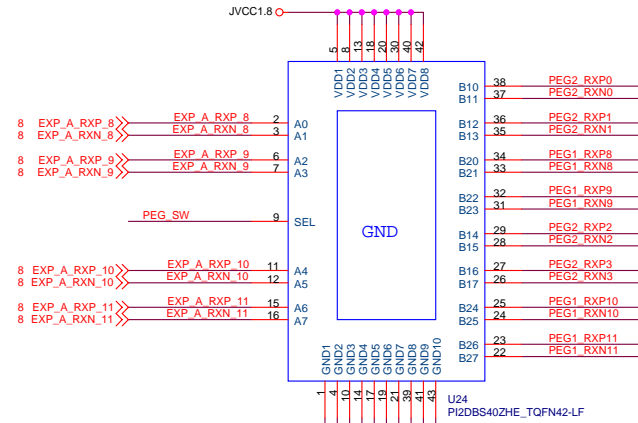 JVCC1.8
5 8 13 18 20 30 40 42
VDD1 VDD2 VDD3 VDD4 VDD5 VDD6 VDD7 VDD8
8 EXP_A_RXP_8 EXP_A_RXP_8 2 A0
8 EXP_A_RXN_8 EXP_A_RXN_8 3 A1
8 EXP_A_RXP_9 EXP_A_RXP_9 6 A2
8 EXP_A_RXN_9 EXP_A_RXN_9 7 A3
PEG_SW 9 SEL
8 EXP_A_RXP_10 EXP_A_RXP_10 11 A4
8 EXP_A_RXN_10 EXP_A_RXN_10 12 A5
8 EXP_A_RXP_11 EXP_A_RXP_11 15 A6
8 EXP_A_RXN_11 EXP_A_RXN_11 16 A7
GND
B10 38 PEG2_RXP0
B11 37 PEG2_RXN0
B12 36 PEG2_RXP1
B13 35 PEG2_RXN1
B20 34 PEG1_RXP8
B21 33 PEG1_RXN8
B22 32 PEG1_RXP9
B23 31 PEG1_RXN9
B14 29 PEG2_RXP2
B15 28 PEG2_RXN2
B16 27 PEG2_RXP3
B17 26 PEG2_RXN3
B24 25 PEG1_RXP10
B25 24 PEG1_RXN10
B26 23 PEG1_RXP11
B27 22 PEG1_RXN11
GND1 GND2 GND3 GND4 GND5 GND6 GND7 GND8 GND9 GND10
1 4 10 14 17 19 21 39 41 43
U24
PI2DBS40ZHE_TQFN42-LF